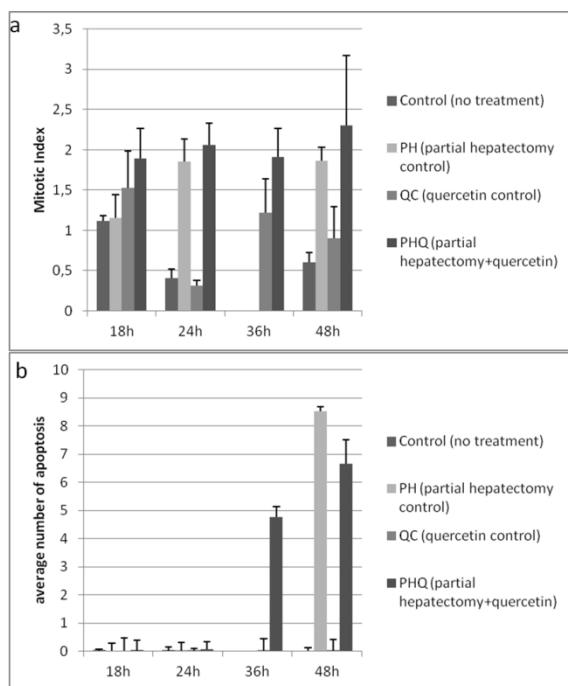 a
3,5
3
2,5
2
1,5
1
0,5
0
Mitotic Index
18h 24h 36h 48h
Control (no treatment)
PH (partial hepatectomy
control)
QC (quercetin control)
PHQ (partial
hepatectomy+quercetin)
b
10
9
8
7
6
5
4
3
2
1
0
average number of apoptosis
18h 24h 36h 48h
Control (no treatment)
PH (partial hepatectomy
control)
QC (quercetin control)
PHQ (partial
hepatectomy+quercetin)